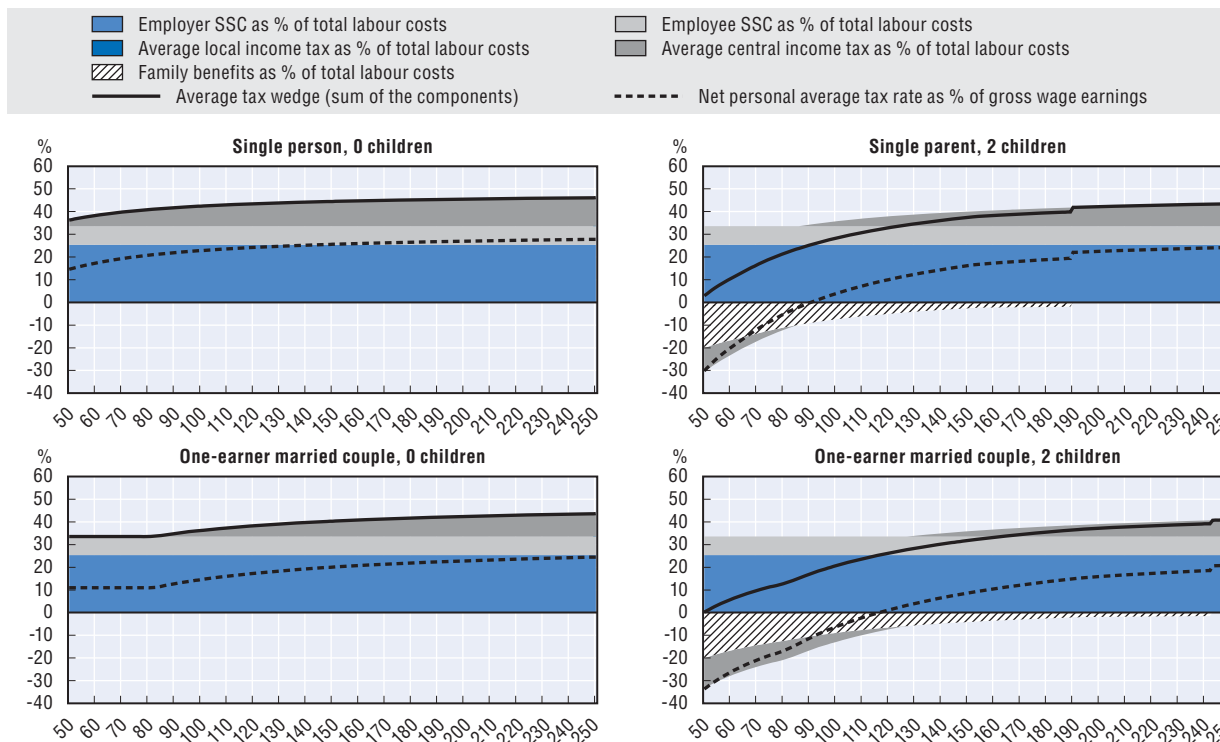 Employer SSC as % of total labour costs
Employee SSC as % of total labour costs
Average local income tax as % of total labour costs
Average central income tax as % of total labour costs
Family benefits as % of total labour costs
Average tax wedge (sum of the components)
Net personal average tax rate as % of gross wage earnings
% Single person, 0 children
60
50
40
30
20
10
0
-10
-20
-30
-40
50 60 70 80 90 100 110 120 130 140 150 160 170 180 190 200 210 220 230 240 250
% Single parent, 2 children
60
50
40
30
20
10
0
-10
-20
-30
-40
50 60 70 80 90 100 110 120 130 140 150 160 170 180 190 200 210 220 230 240
% One-earner married couple, 0 children
60
50
40
30
20
10
0
-10
-20
-30
-40
50 60 70 80 90 100 110 120 130 140 150 160 170 180 190 200 210 220 230 240 250
% One-earner married couple, 2 children
60
50
40
30
20
10
0
-10
-20
-30
-40
50 60 70 80 90 100 110 120 130 140 150 160 170 180 190 200 210 220 230 240